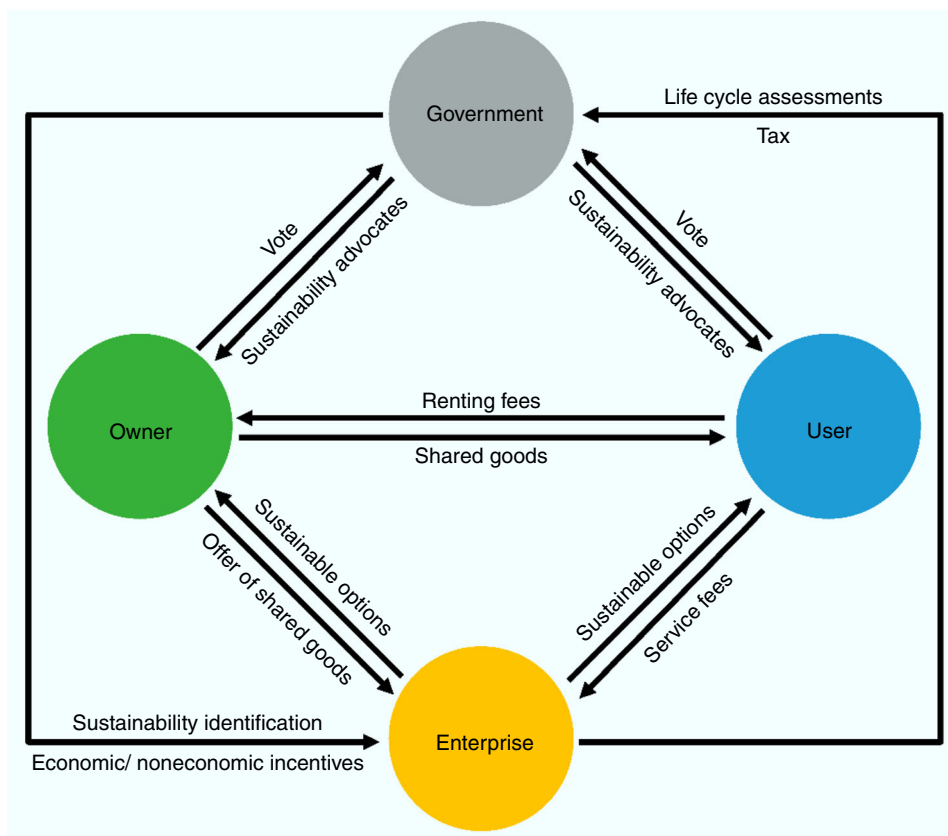 Government
Life cycle assessments
Tax
Vote
Sustainability advocates
Vote
Sustainability advocates
Owner
Renting fees
Shared goods
User
Sustainable options
Offer of shared goods
Sustainable options
Service fees
Sustainability identification
Economic/ noneconomic incentives
Enterprise